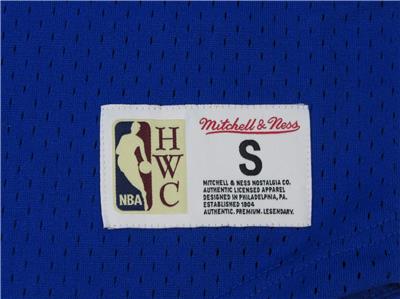 NBA
H
W
C
Mitchell & Ness
S
MITCHELL & NESS NOSTALGIA CO.
AUTHENTIC LICENSED APPAREL
DESIGNED IN PHILADELPHIA, PA
ESTABLISHED 1904
AUTHENTIC. PREMIUM. LEGENDARY.